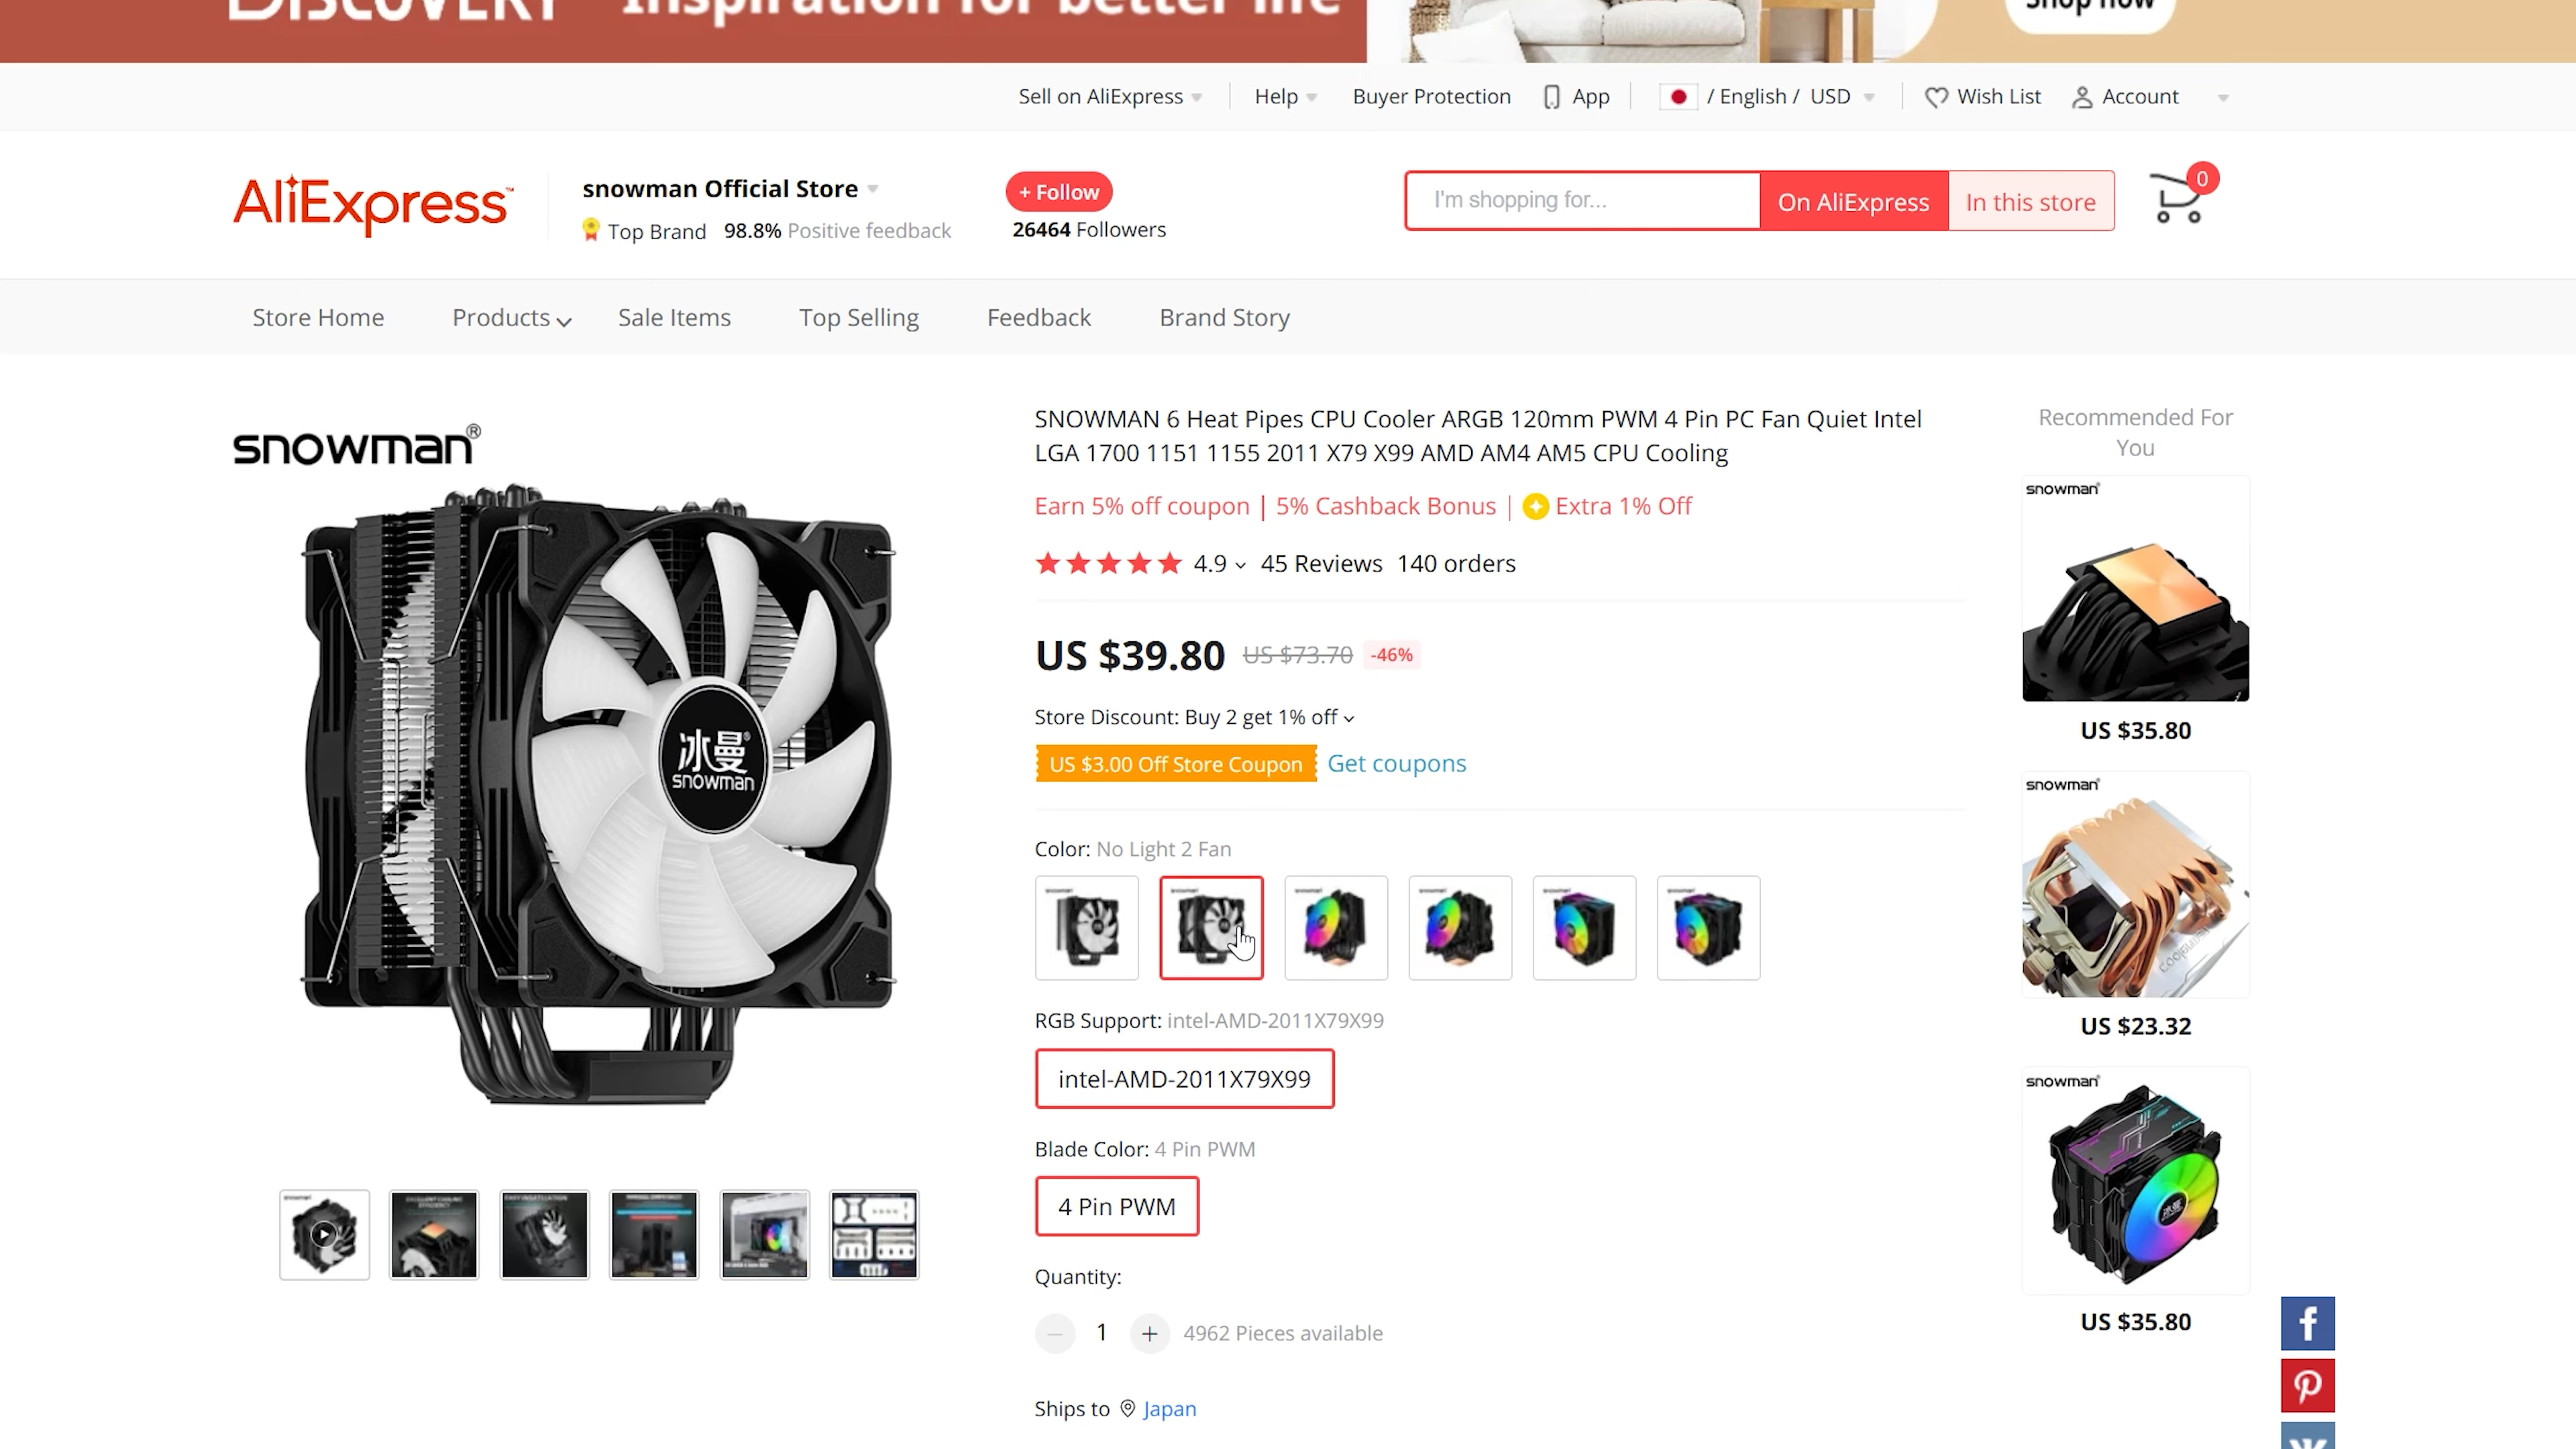 DISCOVERY Inspiration for better life
Shop now
Sell on AliExpress
Help
Buyer Protection
App
/ English / USD
Wish List
Account
AliExpress™
snowman Official Store
Top Brand 98.8% Positive feedback
+ Follow
26464 Followers
I'm shopping for...
On AliExpress
In this store
0
Store Home
Products
Sale Items
Top Selling
Feedback
Brand Story
snowman®
冰曼®
snowman
SNOWMAN 6 Heat Pipes CPU Cooler ARGB 120mm PWM 4 Pin PC Fan Quiet Intel
LGA 1700 1151 1155 2011 X79 X99 AMD AM4 AM5 CPU Cooling
Earn 5% off coupon | 5% Cashback Bonus | Extra 1% Off
4.9 45 Reviews 140 orders
US $39.80 US $73.70 -46%
Store Discount: Buy 2 get 1% off
US $3.00 Off Store Coupon Get coupons
Color: No Light 2 Fan
RGB Support: intel-AMD-2011X79X99
intel-AMD-2011X79X99
Blade Color: 4 Pin PWM
4 Pin PWM
Quantity:
1
4962 Pieces available
Ships to Japan
Recommended For
You
snowman®
US $35.80
snowman®
US $23.32
snowman®
冰曼
US $35.80